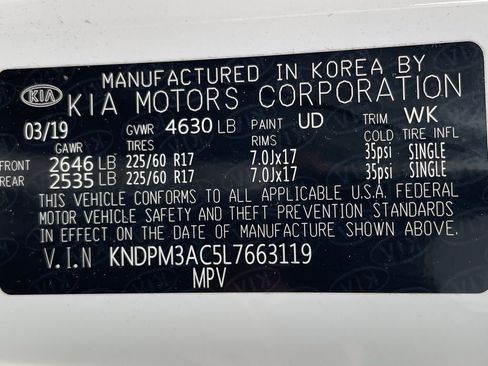 MANUFACTURED IN KOREA BY
KIA KIA MOTORS CORPORATION
03/19 GVWR 4630 LB PAINT UD TRIM WK
GAWR TIRES RIMS COLD TIRE INFL
FRONT 2646 LB 225/60 R17 7.0Jx17 35psi SINGLE
REAR 2535 LB 225/60 R17 7.0Jx17 35psi SINGLE
THIS VEHICLE CONFORMS TO ALL APPLICABLE U.S.A. FEDERAL
MOTOR VEHICLE SAFETY AND THEFT PREVENTION STANDARDS
IN EFFECT ON THE DATE OF MANUFACTURE SHOWN ABOVE.
V.I.N KNDPM3AC5L7663119
MPV